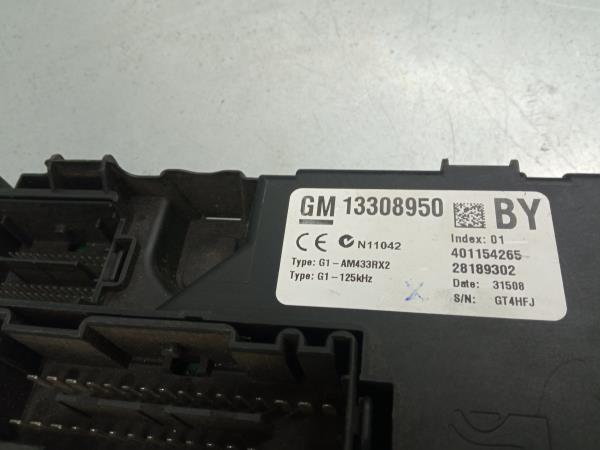 GM 13308950 BY
Index: 01
CE N11042
401154265
Type: G1-AM433RX2
28189302
Type: G1-125kHz
Date: 31508
S/N: GT4HFJ